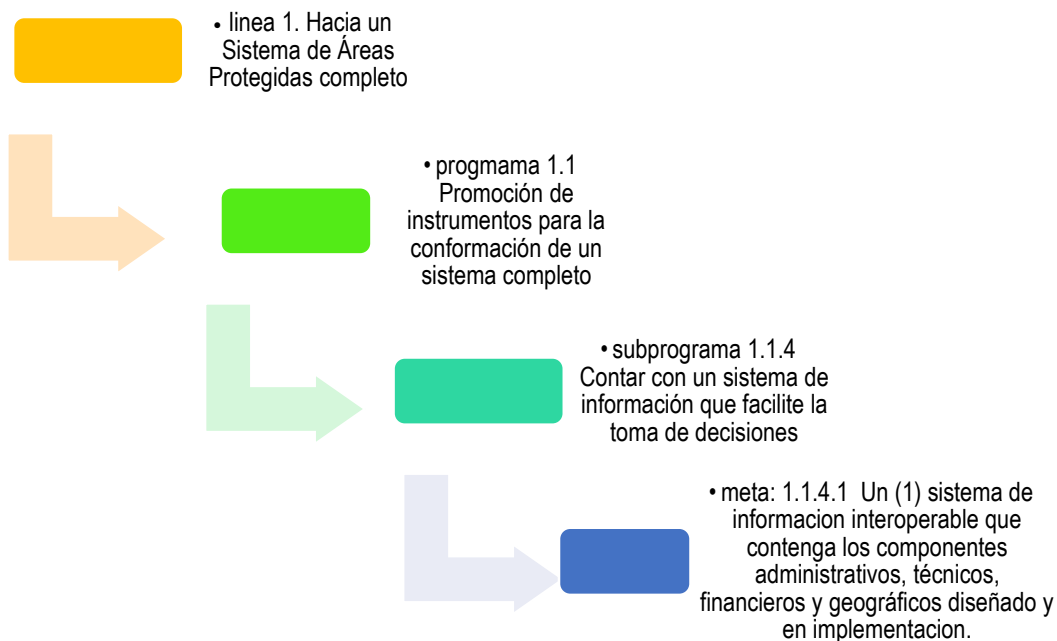 • linea 1. Hacia un
Sistema de Áreas
Protegidas completo
• progmama 1.1
Promoción de
instrumentos para la
conformación de un
sistema completo
• subprograma 1.1.4
Contar con un sistema de
información que facilite la
toma de decisiones
• meta: 1.1.4.1 Un (1) sistema de
informacion interoperable que
contenga los componentes
administrativos, técnicos,
financieros y geográficos diseñado y
en implementacion.